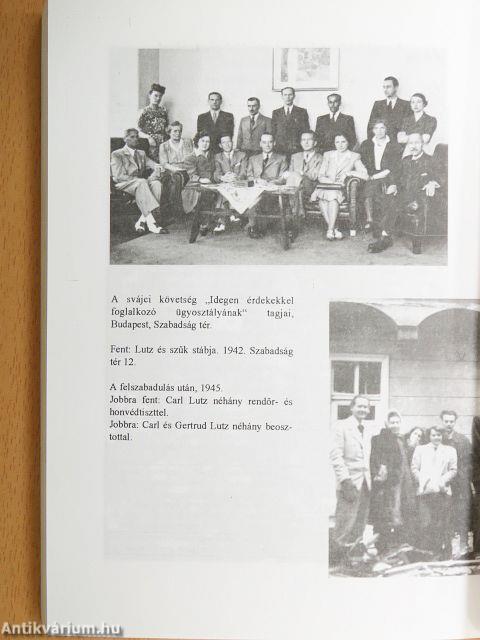 A svájci követség „Idegen érdekekkel
foglalkozó ügyosztályának“ tagjai,
Budapest, Szabadság tér.
Fent: Lutz és szűk stábja. 1942. Szabadság
tér 12.
A felszabadulás után, 1945.
Jobbra fent: Carl Lutz néhány rendőr- és
honvédtiszttel.
Jobbra: Carl és Gertrud Lutz néhány beosz-
tottal.
Antikvárium.hu